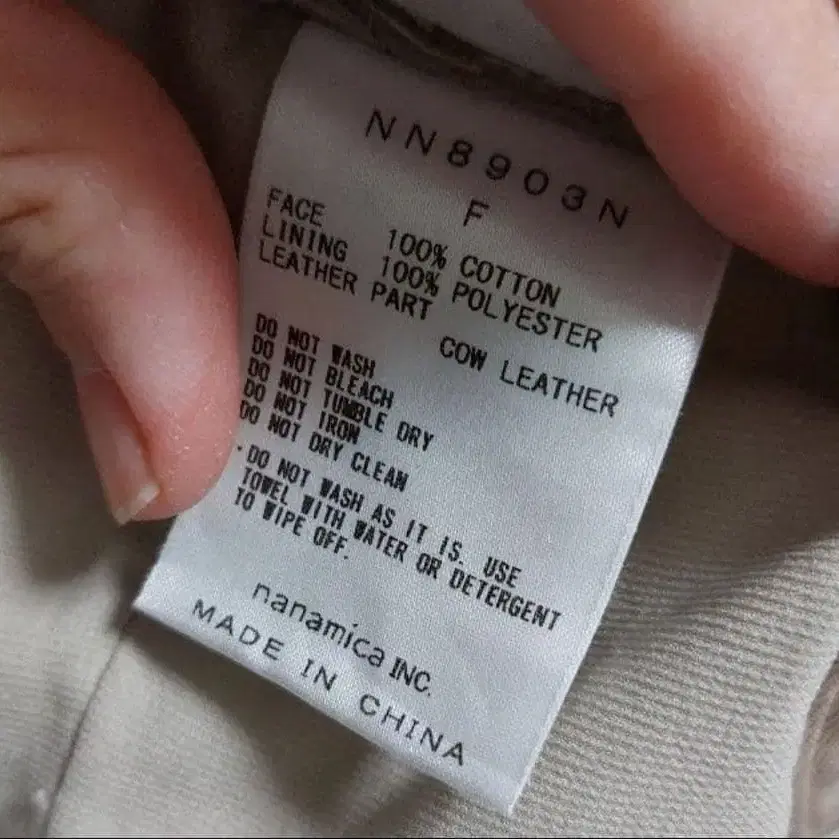 NN8903N
F
FACE 100% COTTON
LINING 100% POLYESTER
LEATHER PART COW LEATHER
DO NOT WASH
DO NOT BLEACH
DO NOT TUMBLE DRY
DO NOT IRON
DO NOT DRY CLEAN
・DO NOT WASH AS IT IS. USE
TOWEL WITH WATER OR DETERGENT
TO WIPE OFF.
nanamica INC.
MADE IN CHINA